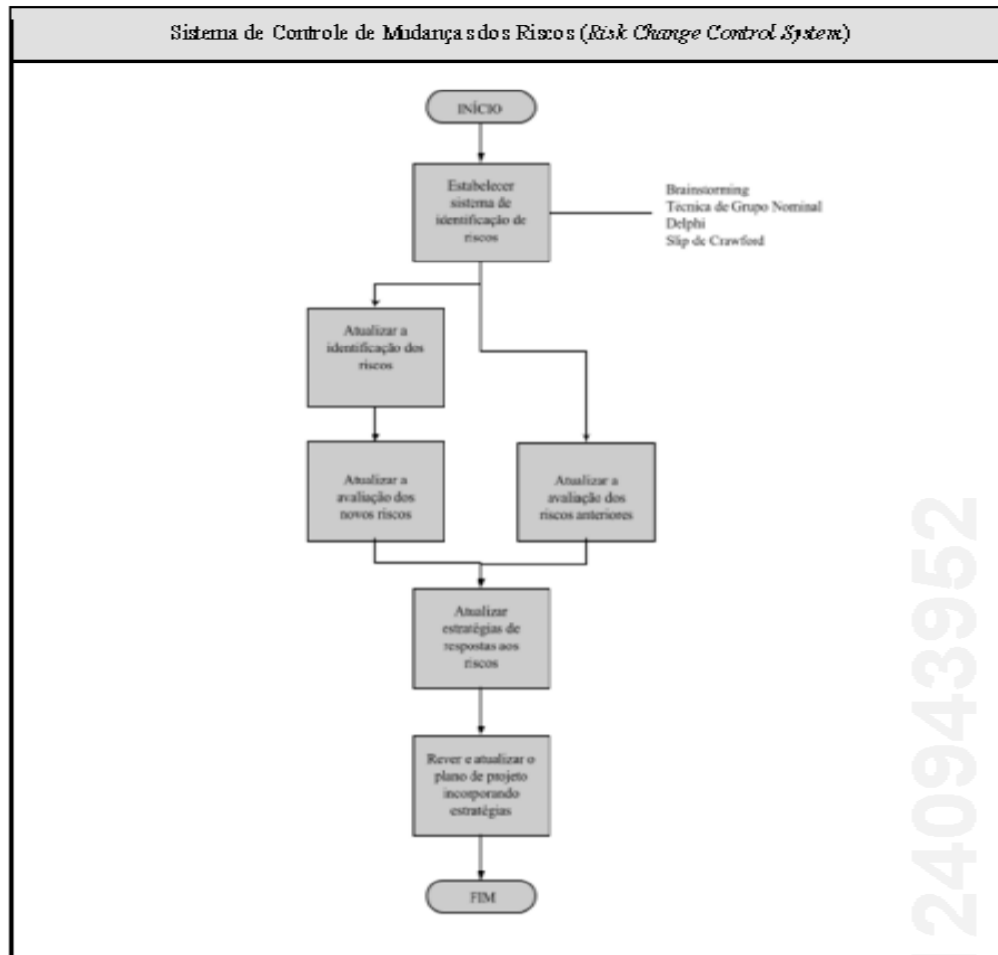 Sistema de Controle de Mudanças dos Riscos (Risk Change Control System)
INÍCIO
Estabelecer
sistema de
identificação de
riscos
Brainstorming
Técnica de Grupo Nominal
Delphi
Slip de Crawford
Atualizar a
identificação dos
riscos
Atualizar a
avaliação dos
novos riscos
Atualizar a
avaliação dos
riscos anteriores
Atualizar
estratégias de
respostas aos
riscos
Rever e atualizar o
plano de projeto
incorporando
estratégias
FIM
2409439​52